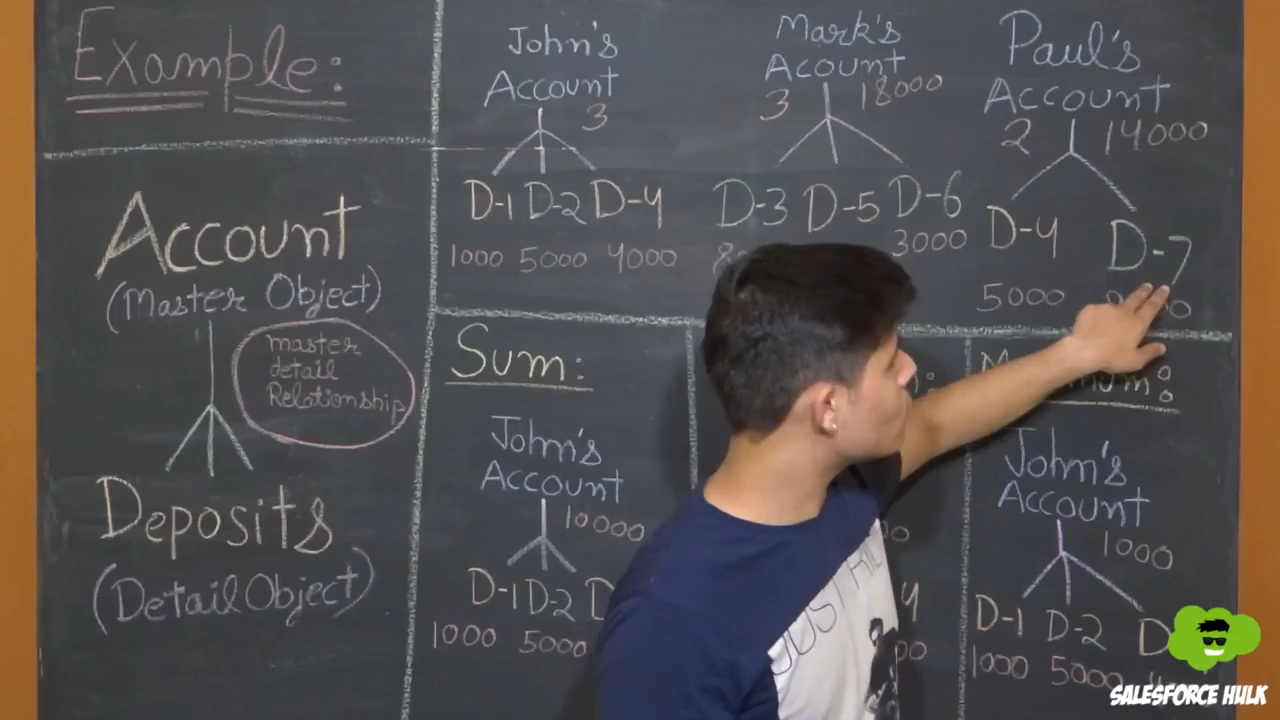 Example:
Account
(Master Object)
master
detail
Relationship
Deposits
(Detail Object)
John's
Account
3
D-1 D-2 D-4
1000 5000 4000
Mark's
Acount
3 18000
D-3 D-5 D-6
3000
Paul's
Account
2 14000
D-4 D-7
5000
Sum:
John's
Account
10000
D-1 D-2
1000 5000
John's
Account
1000
D-1 D-2
1000 5000
SALESFORCE HULK